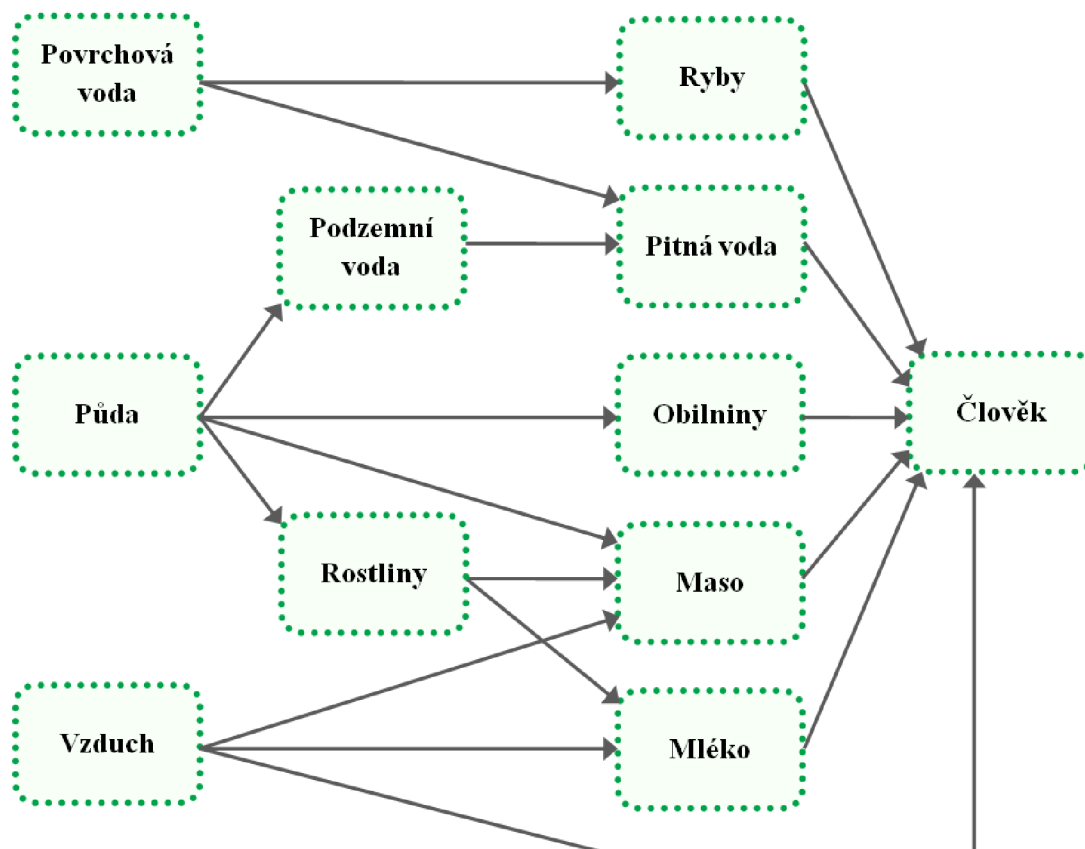 Povrchová
voda
Ryby
Podzemní
voda
Pitná voda
Půda
Obilniny
Člověk
Rostliny
Maso
Vzduch
Mléko